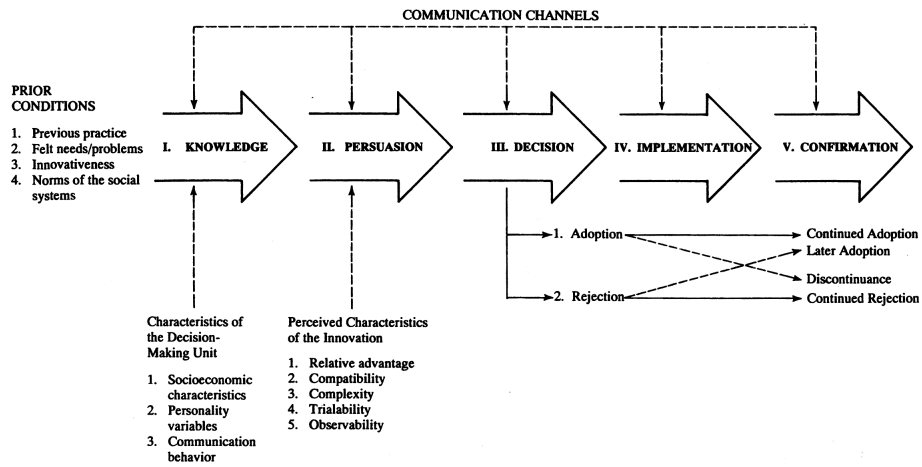 COMMUNICATION CHANNELS
PRIOR
CONDITIONS
1. Previous practice
2. Felt needs/problems
3. Innovativeness
4. Norms of the social
systems
I. KNOWLEDGE
II. PERSUASION
III. DECISION
IV. IMPLEMENTATION
V. CONFIRMATION
1. Adoption
Continued Adoption
Later Adoption
Discontinuance
2. Rejection
Continued Rejection
Characteristics of
the Decision-
Making Unit
1. Socioeconomic
characteristics
2. Personality
variables
3. Communication
behavior
Perceived Characteristics
of the Innovation
1. Relative advantage
2. Compatibility
3. Complexity
4. Trialability
5. Observability